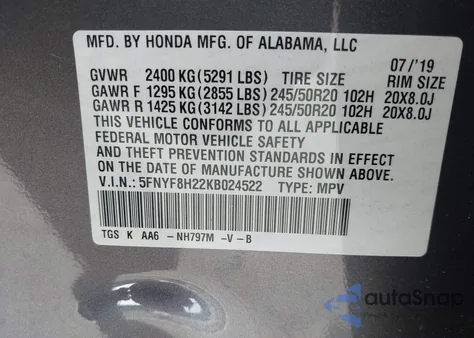 MFD. BY HONDA MFG. OF ALABAMA, LLC
07/'19
GVWR 2400 KG(5291 LBS) TIRE SIZE RIM SIZE
GAWR F 1295 KG(2855 LBS)245/50R20 102H 20X8.0J
GAWR R 1425 KG(3142 LBS)245/50R20 102H 20X8.0J
THIS VEHICLE CONFORMS TO ALL APPLICABLE
FEDERAL MOTOR VEHICLE SAFETY
AND THEFT PREVENTION STANDARDS IN EFFECT
ON THE DATE OF MANUFACTURE SHOWN ABOVE.
V.I.N.: 5FNYF8H22KB024522 TYPE: MPV
TGS K AA6 -NH797M -V -B
autoSnap